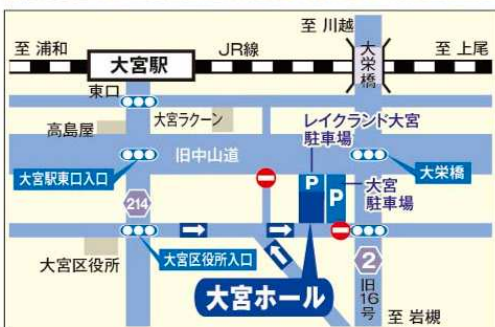 至 川越
至 浦和
大宮駅
JR線
大栄橋
至 上尾
東口
高島屋
大宮ラクーン
レイクランド大宮
駐車場
旧中山道
大宮駅東口入口
P
P
大宮
駐車場
大栄橋
214
大宮区役所
大宮区役所入口
大宮ホール
2
旧16号
至 岩槻